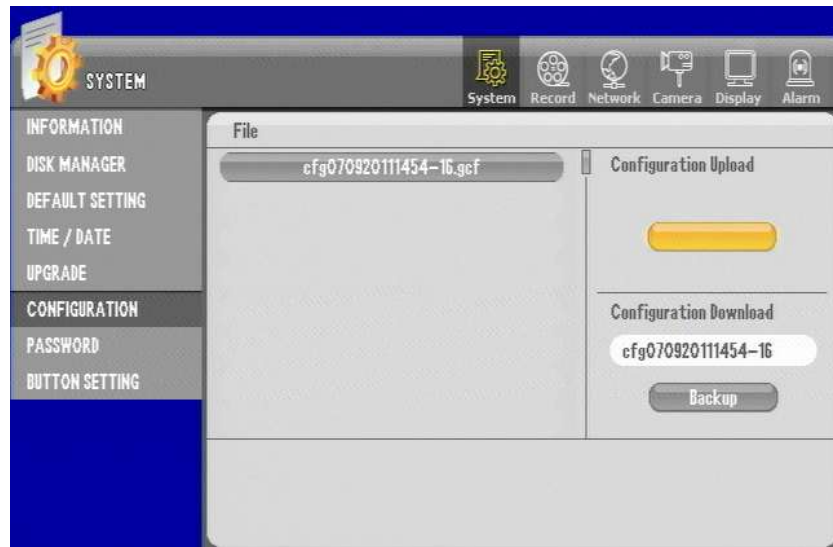 SYSTEM
System Record Network Camera Display Alarm
INFORMATION
DISK MANAGER
DEFAULT SETTING
TIME / DATE
UPGRADE
CONFIGURATION
PASSWORD
BUTTON SETTING
File
cfg070920111454-16.gcf
Configuration Upload
Configuration Download
cfg070920111454-16
Backup